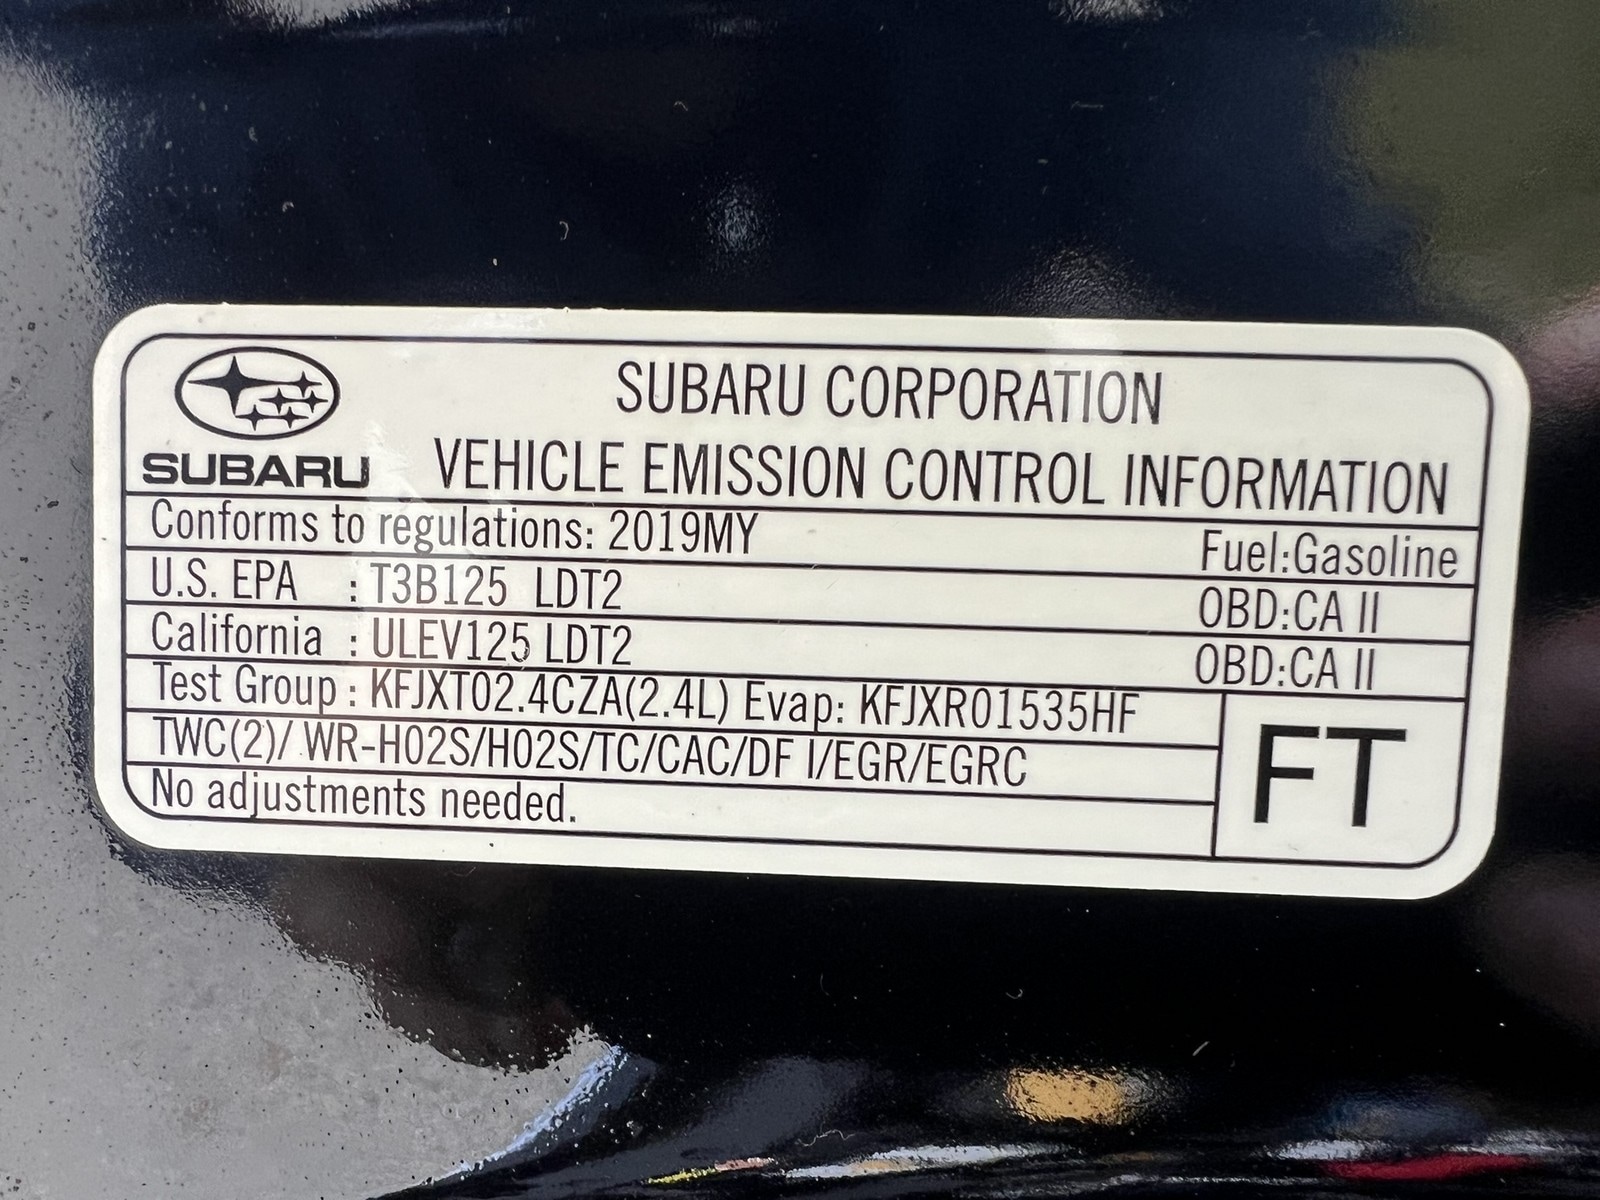 SUBARU CORPORATION
SUBARU VEHICLE EMISSION CONTROL INFORMATION
Conforms to regulations: 2019MY Fuel:Gasoline
U.S. EPA : T3B125 LDT2 OBD:CA II
California : ULEV125 LDT2 OBD:CA II
Test Group : KFJXT02.4CZA(2.4L) Evap: KFJXR01535HF
TWC(2)/ WR-HO2S/HO2S/TC/CAC/DF I/EGR/EGRC
No adjustments needed.
FT